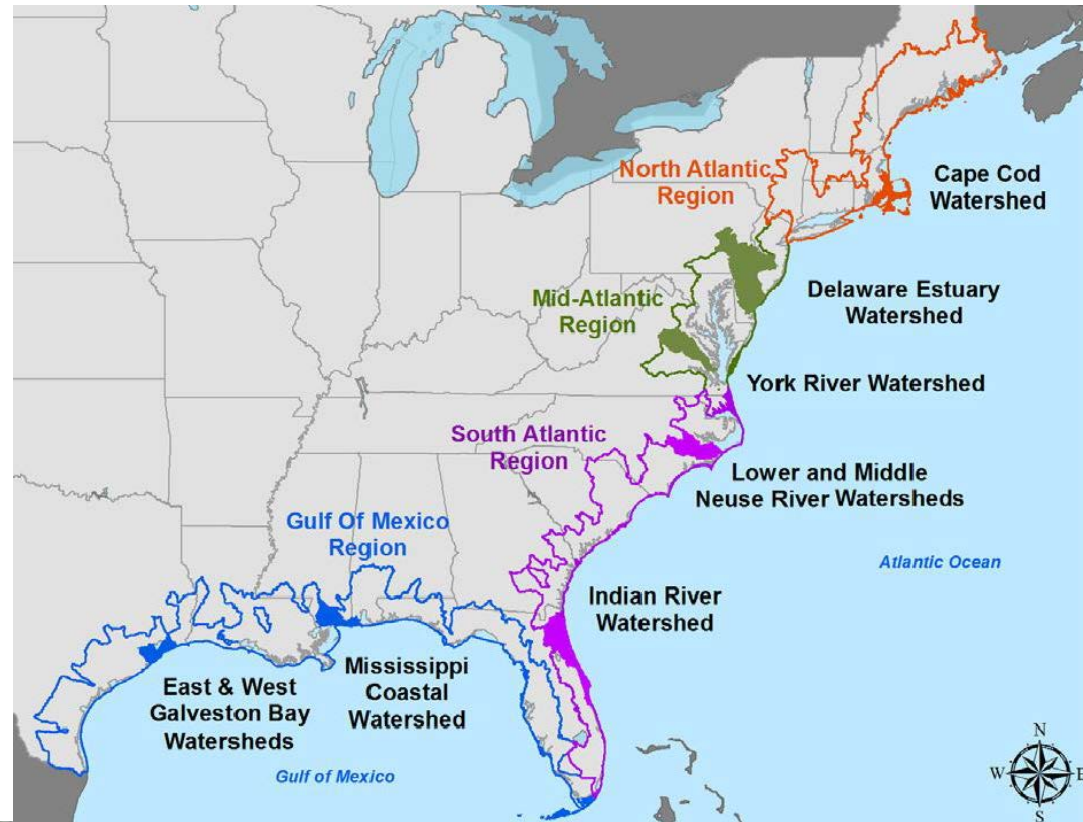 North Atlantic
Region
Cape Cod
Watershed
Mid-Atlantic
Region
Delaware Estuary
Watershed
York River Watershed
South Atlantic
Region
Lower and Middle
Neuse River Watersheds
Gulf Of Mexico
Region
Atlantic Ocean
Indian River
Watershed
Mississippi
Coastal
Watershed
East & West
Galveston Bay
Watersheds
Gulf of Mexico
N
W
E
S